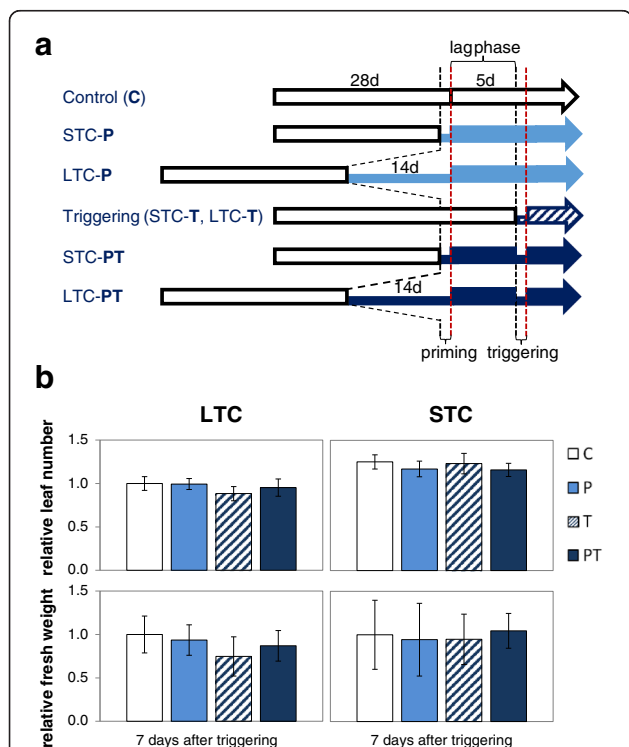 a
lagphase
28d 5d
Control (C)
STC-P
LTC-P
14d
Triggering (STC-T, LTC-T)
STC-PT
LTC-PT
14d
priming triggering
b
LTC STC
relative leaf number
1.5
1.0
0.5
0.0
C
P
T
PT
relative fresh weight
1.5
1.0
0.5
0.0
7 days after triggering 7 days after triggering